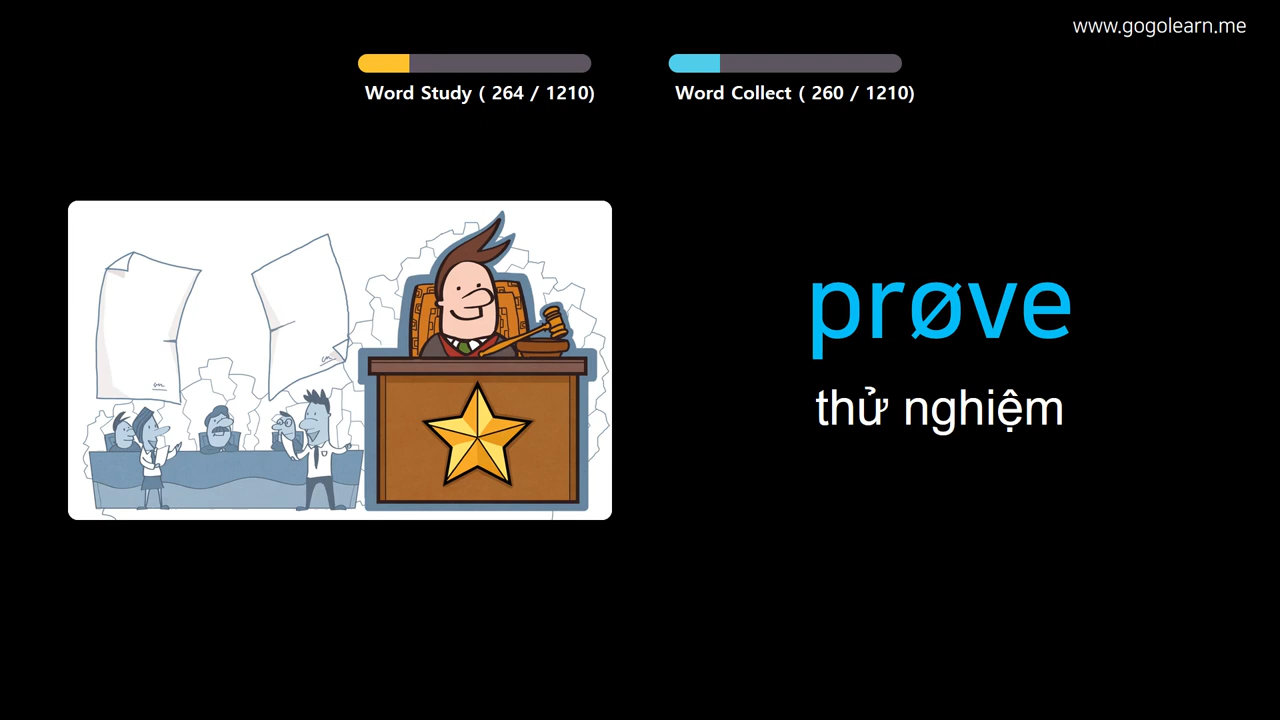 www.gogolearn.me
Word Study ( 264 / 1210)
Word Collect ( 260 / 1210)
prøve
thử nghiệm